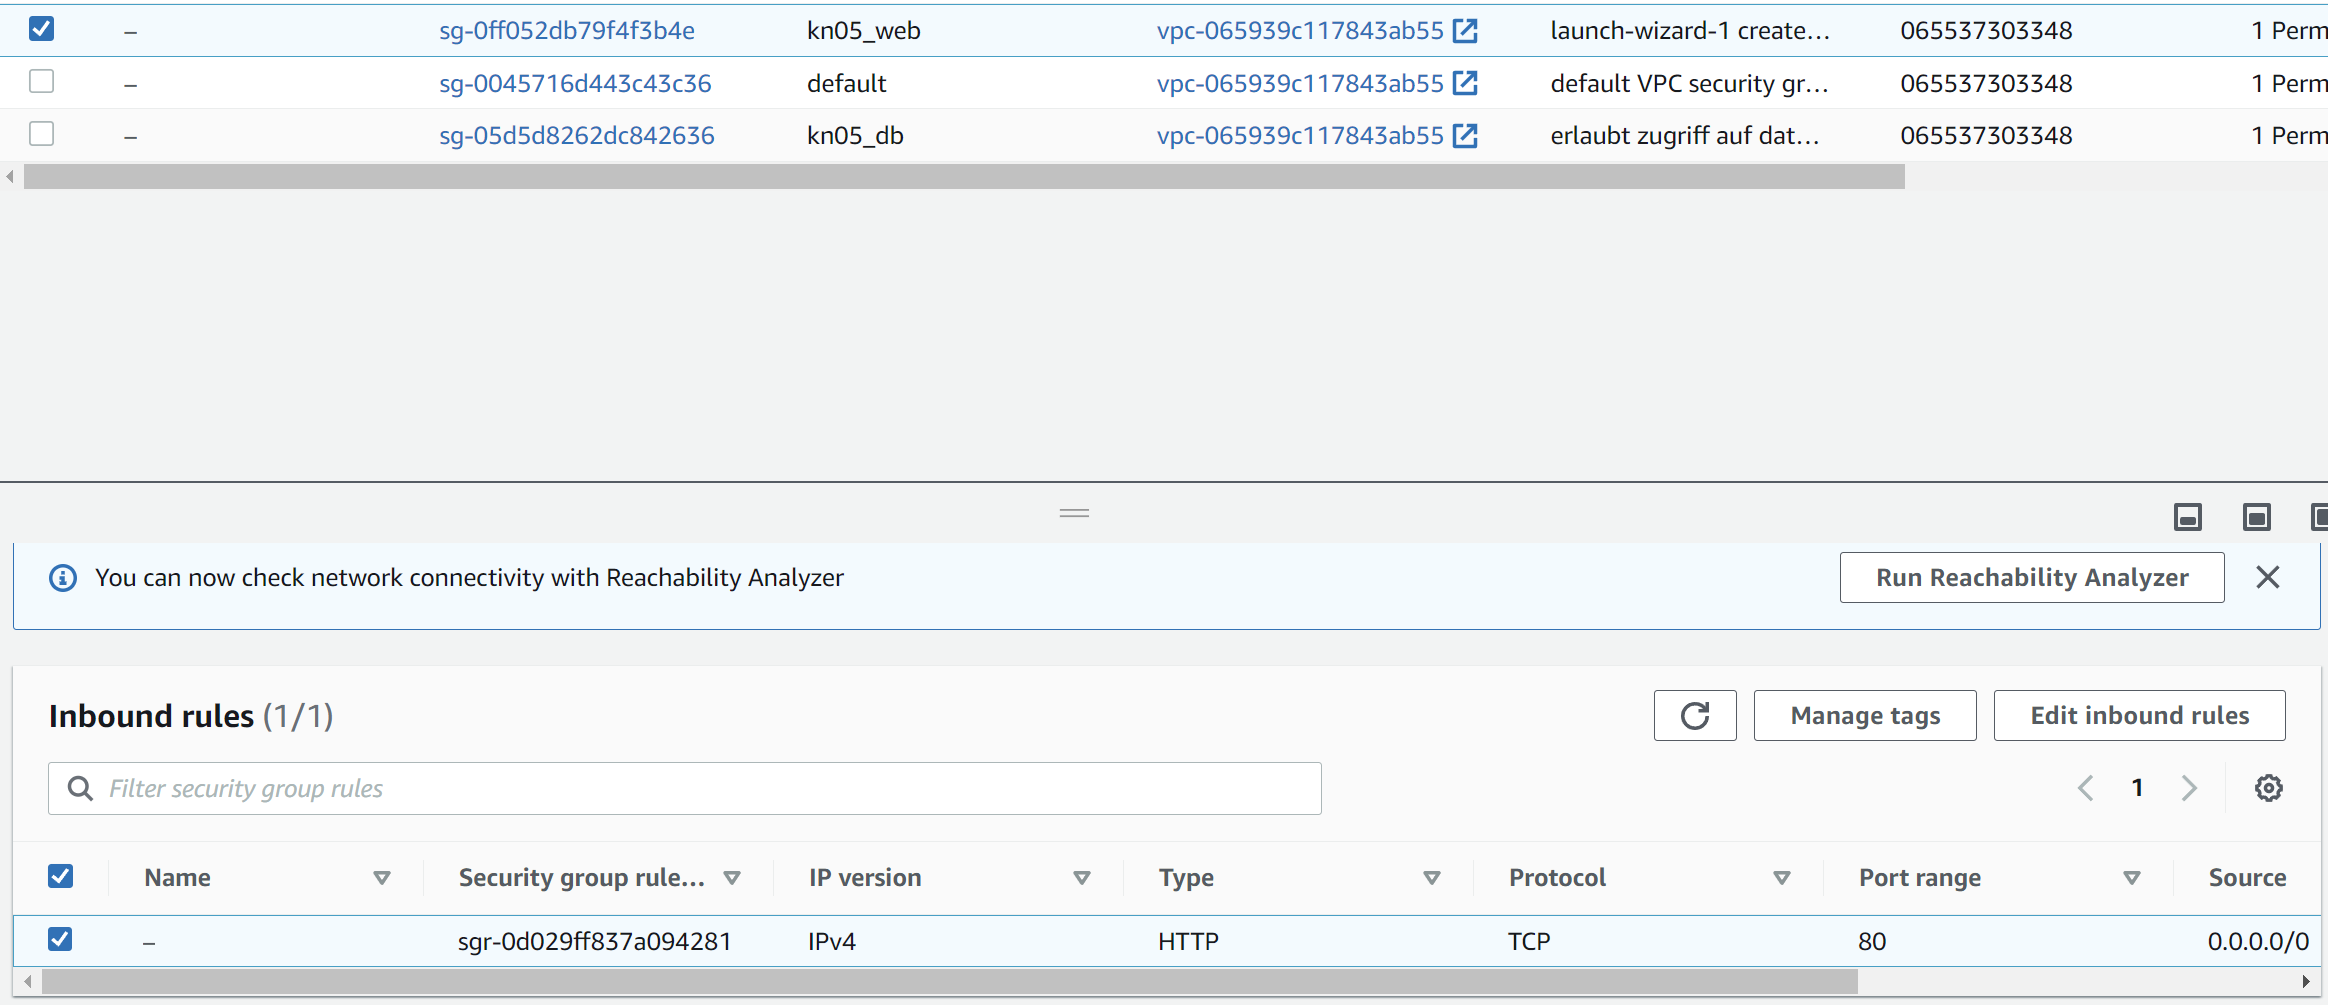 – sg-0ff052db79f4f3b4e kn05_web vpc-065939c117843ab55 launch-wizard-1 create... 065537303348 1 Perm
– sg-0045716d443c43c36 default vpc-065939c117843ab55 default VPC security gr... 065537303348 1 Perm
– sg-05d5d8262dc842636 kn05_db vpc-065939c117843ab55 erlaubt zugriff auf dat... 065537303348 1 Perm
You can now check network connectivity with Reachability Analyzer Run Reachability Analyzer
Inbound rules (1/1) Manage tags Edit inbound rules
Filter security group rules 1
Name Security group rule... IP version Type Protocol Port range Source
– sgr-0d029ff837a094281 IPv4 HTTP TCP 80 0.0.0.0/0